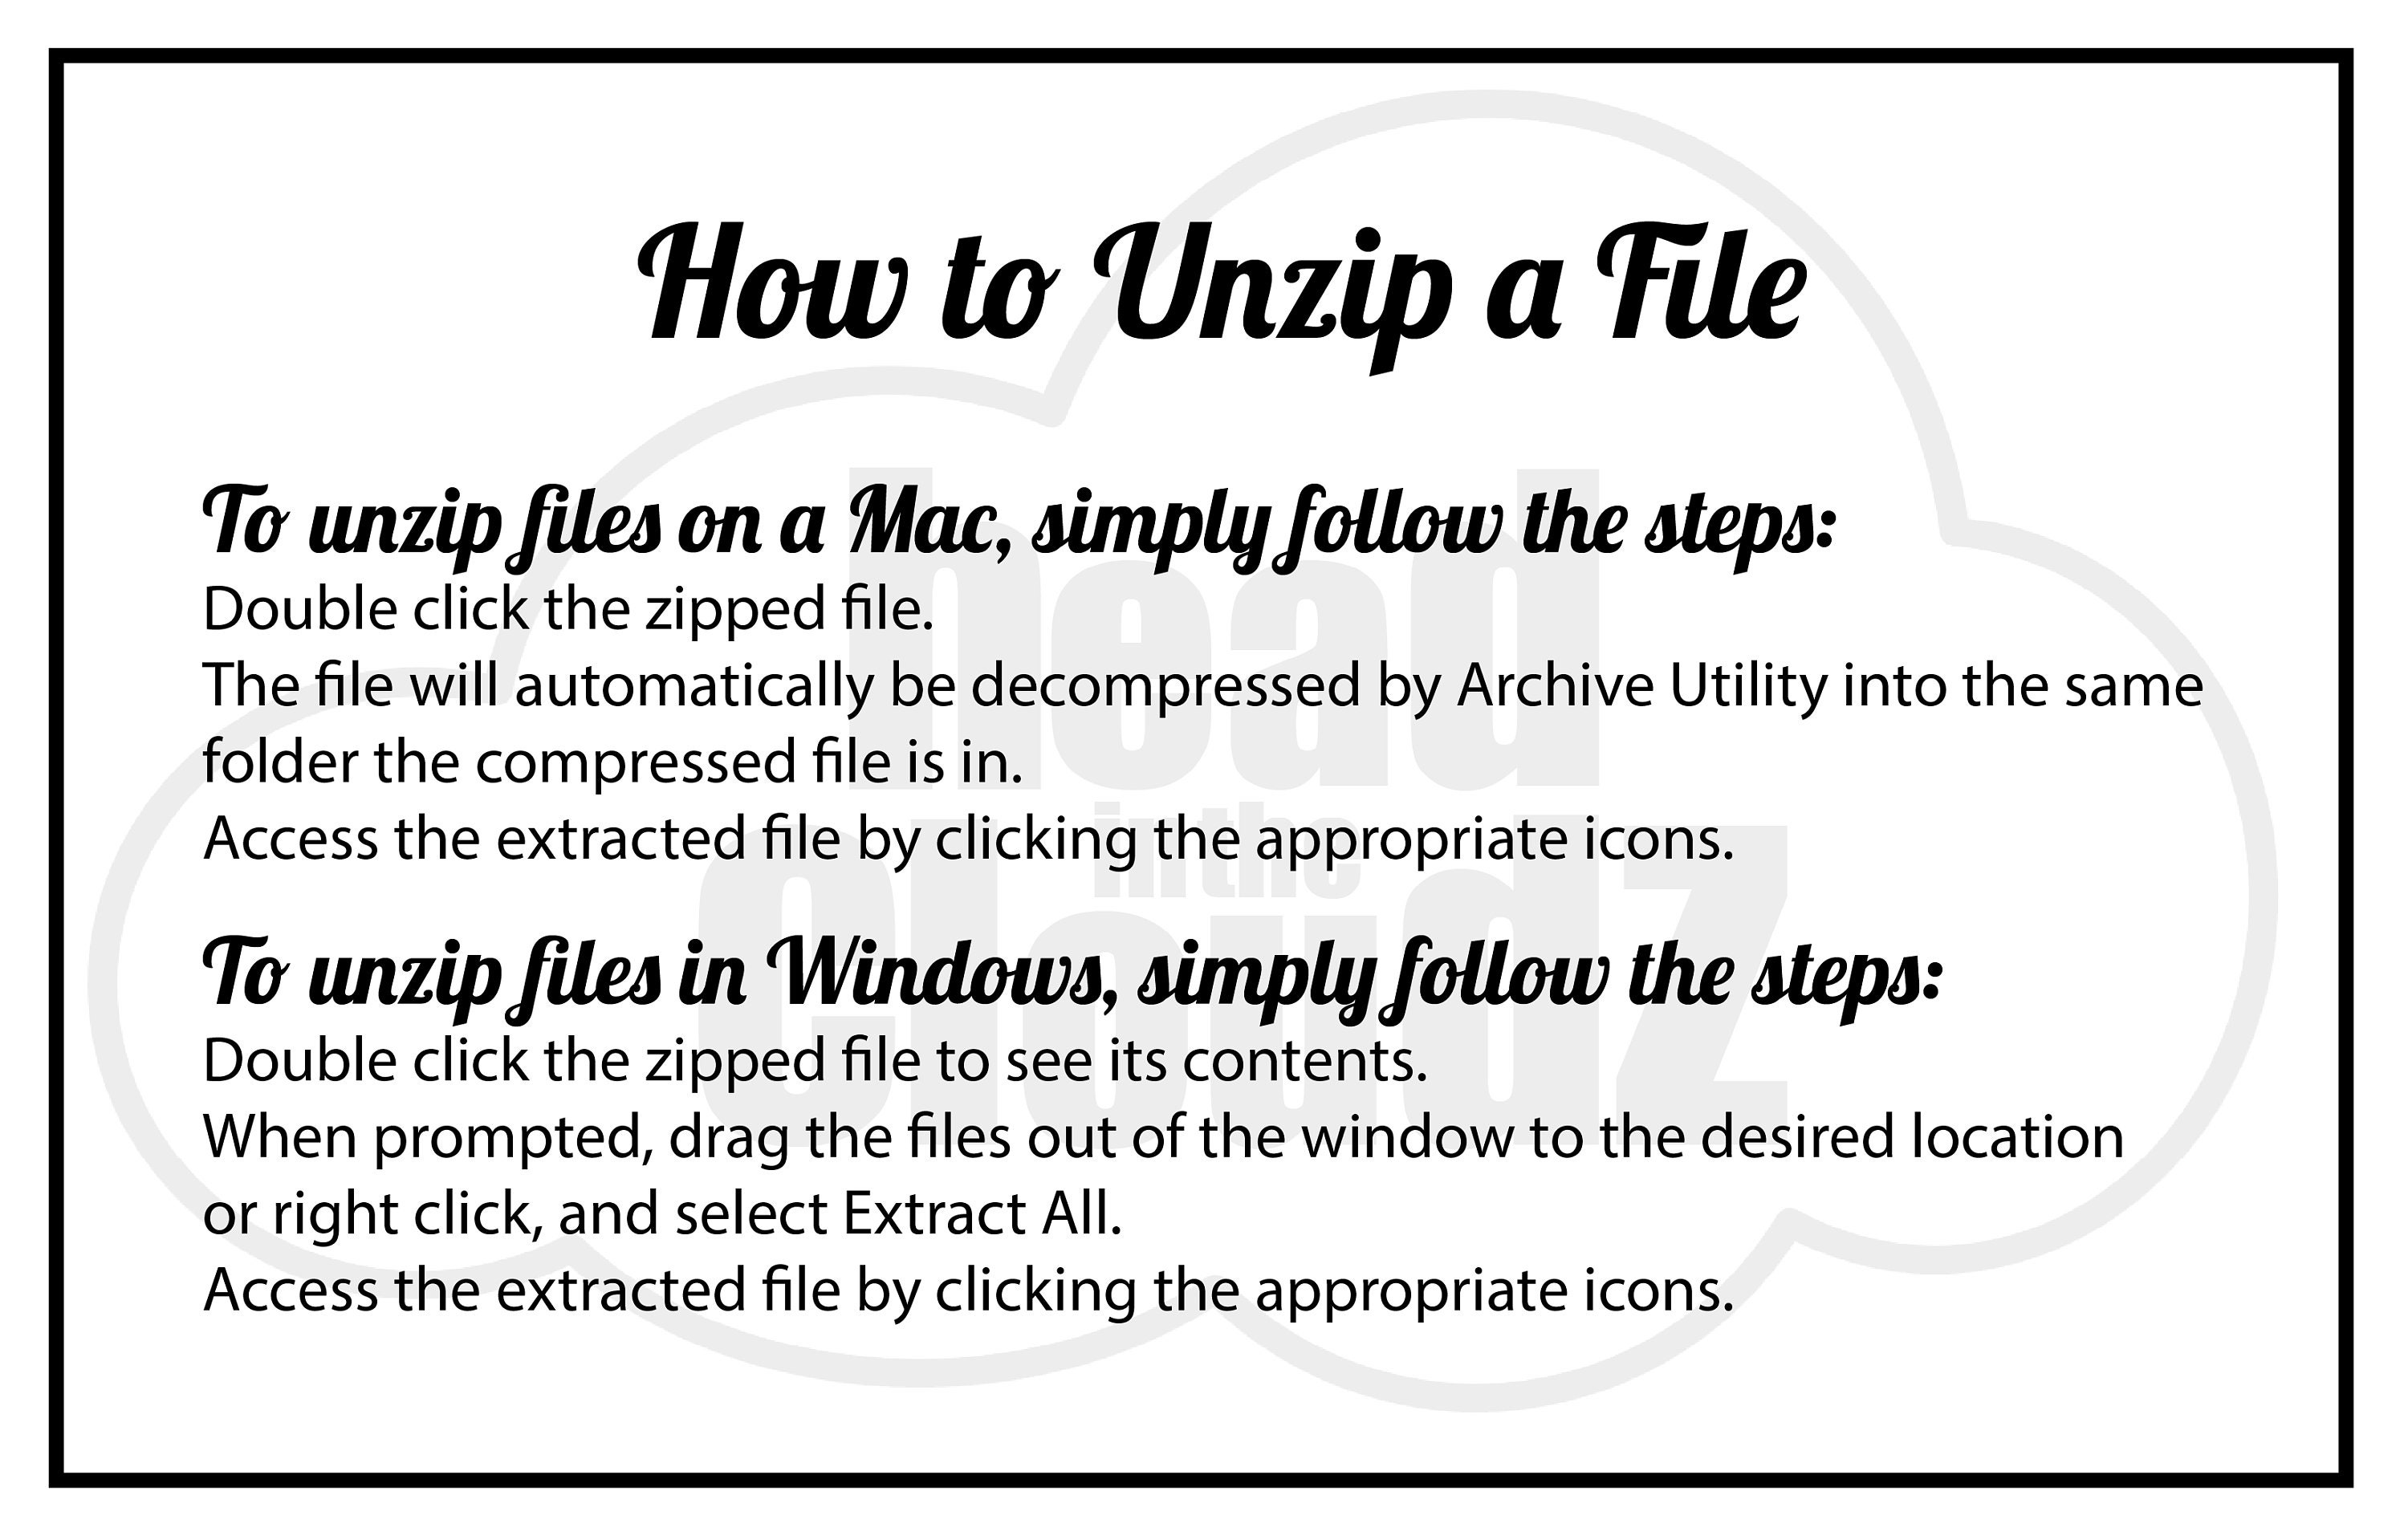 How to Unzip a File
To unzip files on a Mac, simply follow the steps:
Double click the zipped file.
The file will automatically be decompressed by Archive Utility into the same
folder the compressed file is in.
Access the extracted file by clicking the appropriate icons.
To unzip files in Windows, simply follow the steps:
Double click the zipped file to see its contents.
When prompted, drag the files out of the window to the desired location
or right click, and select Extract All.
Access the extracted file by clicking the appropriate icons.
head
in the
Cloudz